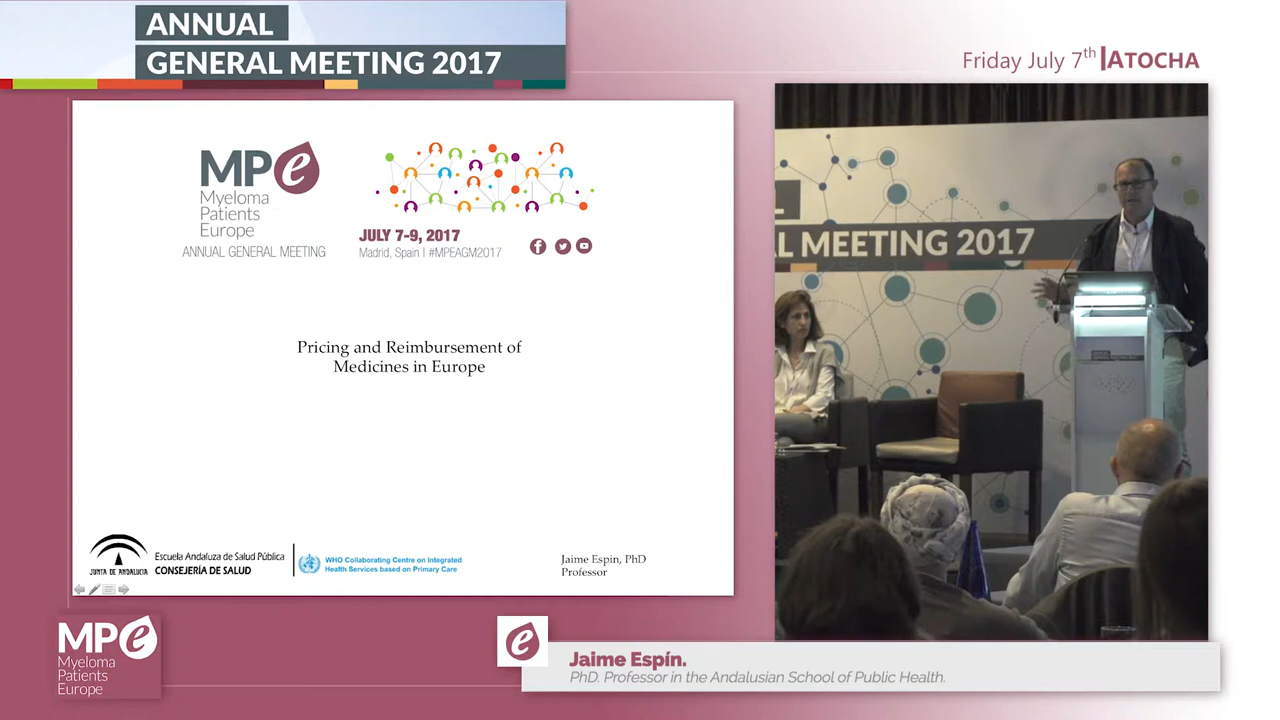 ANNUAL
GENERAL MEETING 2017
Friday July 7th | ATOCHA
MPe
Myeloma
Patients
Europe
ANNUAL GENERAL MEETING
JULY 7-9, 2017
Madrid, Spain | #MPEAGM2017
Pricing and Reimbursement of
Medicines in Europe
JUNTA DE ANDALUCIA
Escuela Andaluza de Salud Pública
CONSEJERÍA DE SALUD
WHO Collaborating Centre on Integrated
Health Services based on Primary Care
Jaime Espin, PhD
Professor
L MEETING 2017
MPe
Myeloma
Patients
Europe
e
Jaime Espín.
PhD. Professor in the Andalusian School of Public Health.